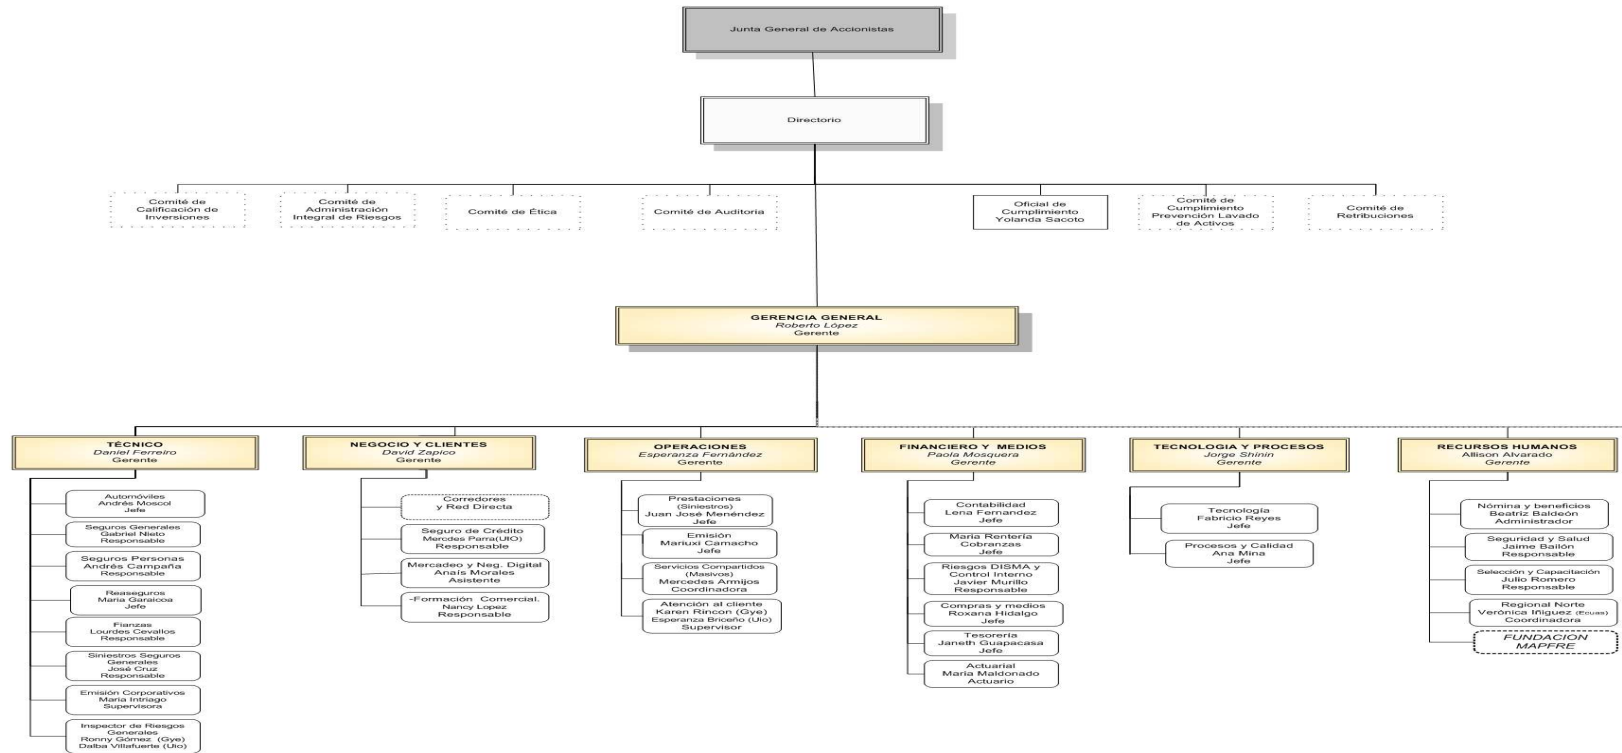 Junta General de Accionistas
Directorio
Comité de
Calificación de
Inversiones
Comité de
Administración
Integral de Riesgos
Comité de Ética
Comité de Auditoria
Oficial de
Cumplimiento
Yolanda Sacoto
Comité de
Cumplimiento
Prevención Lavado
de Activos
Comité de
Retribuciones
GERENCIA GENERAL
Roberto López
Gerente
TÉCNICO
Daniel Ferreiro
Gerente
Automóviles
Andrés Moscol
Jefe
Seguros Generales
Gabriel Nieto
Responsable
Seguros Personas
Andrés Campaña
Responsable
Reaseguros
Maria Garaicoa
Jefe
Fianzas
Lourdes Cevallos
Responsable
Siniestros Seguros
Generales
José Cruz
Responsable
Emisión Corporativos
Maria Intriago
Supervisora
Inspector de Riesgos
Generales
Ronny Gómez (Gye)
Dalba Villafuerte (Uio)
NEGOCIO Y CLIENTES
David Zapico
Gerente
Corredores
y Red Directa
Seguro de Crédito
Mercdes Parra(UIO)
Responsable
Mercadeo y Neg. Digital
Anaís Morales
Asistente
-Formación Comercial.
Nancy Lopez
Responsable
OPERACIONES
Esperanza Fernández
Gerente
Prestaciones
(Siniestros)
Juan José Menéndez
Jefe
Emisión
Mariuxi Camacho
Jefe
Servicios Compartidos
(Masivos)
Mercedes Armijos
Coordinadora
Atención al cliente
Karen Rincon (Gye)
Esperanza Briceño (Uio)
Supervisor
FINANCIERO Y MEDIOS
Paola Mosquera
Gerente
Contabilidad
Lena Fernandez
Jefe
Maria Rentería
Cobranzas
Jefe
Riesgos DISMA y
Control Interno
Javier Murillo
Responsable
Compras y medios
Roxana Hidalgo
Jefe
Tesorería
Janeth Guapacasa
Jefe
Actuarial
Maria Maldonado
Actuario
TECNOLOGIA Y PROCESOS
Jorge Shinin
Gerente
Tecnología
Fabricio Reyes
Jefe
Procesos y Calidad
Ana Mina
Jefe
RECURSOS HUMANOS
Allison Alvarado
Gerente
Nómina y beneficios
Beatriz Baldeón
Administrador
Seguridad y Salud
Jaime Bailón
Responsable
Selección y Capacitación
Julio Romero
Responsable
Regional Norte
Verónica Iñiguez (Ecuas)
Coordinadora
FUNDACION
MAPFRE